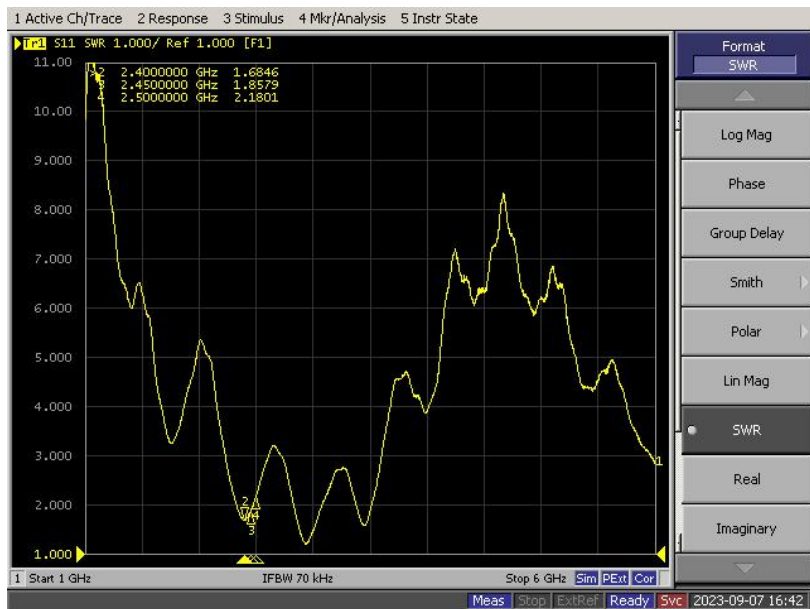 1 Active Ch/Trace 2 Response 3 Stimulus 4 Mkr/Analysis 5 Instr State
Tr1 S11 SWR 1.000/ Ref 1.000 [F1]
>2 2.4000000 GHz 1.6846
3 2.4500000 GHz 1.8579
4 2.5000000 GHz 2.1801
11.00
10.00
9.000
8.000
7.000
6.000
5.000
4.000
3.000
2.000
1.000
2
4
3
1
1 Start 1 GHz IFBW 70 kHz Stop 6 GHz Sim PExt Cor
Format
SWR
Log Mag
Phase
Group Delay
Smith
Polar
Lin Mag
SWR
Real
Imaginary
Meas Stop ExtRef Ready Svc 2023-09-07 16:42